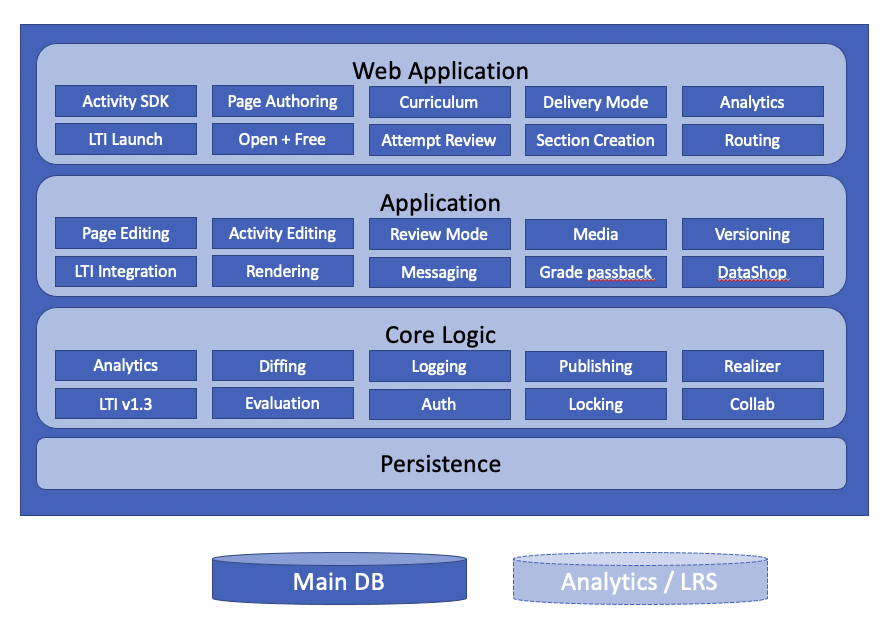 Web Application
Activity SDK
Page Authoring
Curriculum
Delivery Mode
Analytics
LTI Launch
Open + Free
Attempt Review
Section Creation
Routing
Application
Page Editing
Activity Editing
Review Mode
Media
Versioning
LTI Integration
Rendering
Messaging
Grade passback
DataShop
Core Logic
Analytics
Diffing
Logging
Publishing
Realizer
LTI v1.3
Evaluation
Auth
Locking
Collab
Persistence
Main DB
Analytics / LRS